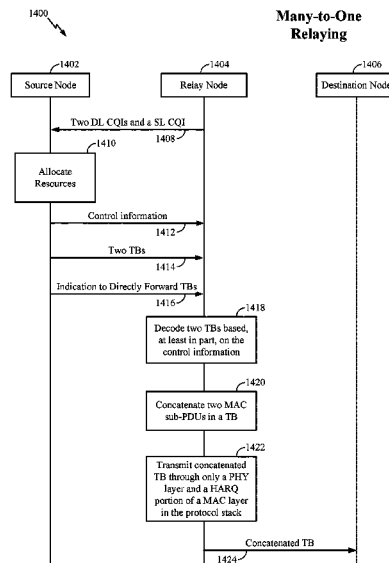 1400
Many-to-One
Relaying
1402
1404
1406
Source Node
Relay Node
Destination Node
Two DL CQIs and a SL CQI
1408
1410
Allocate
Resources
Control information
1412
Two TBs
1414
Indication to Directly Forward TBs
1416
1418
Decode two TBs based,
at least in part, on the
control information
1420
Concatenate two MAC
sub-PDUs in a TB
1422
Transmit concatenated
TB through only a PHY
layer and a HARQ
portion of a MAC layer
in the protocol stack
Concatenated TB
1424